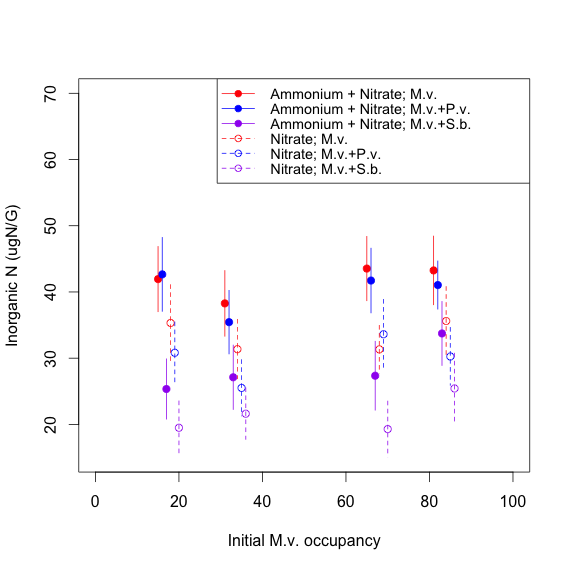 Ammonium + Nitrate; M.v.
Ammonium + Nitrate; M.v.+P.v.
Ammonium + Nitrate; M.v.+S.b.
Nitrate; M.v.
Nitrate; M.v.+P.v.
Nitrate; M.v.+S.b.
Inorganic N (ugN/G)
70
60
50
40
30
20
0 20 40 60 80 100
Initial M.v. occupancy